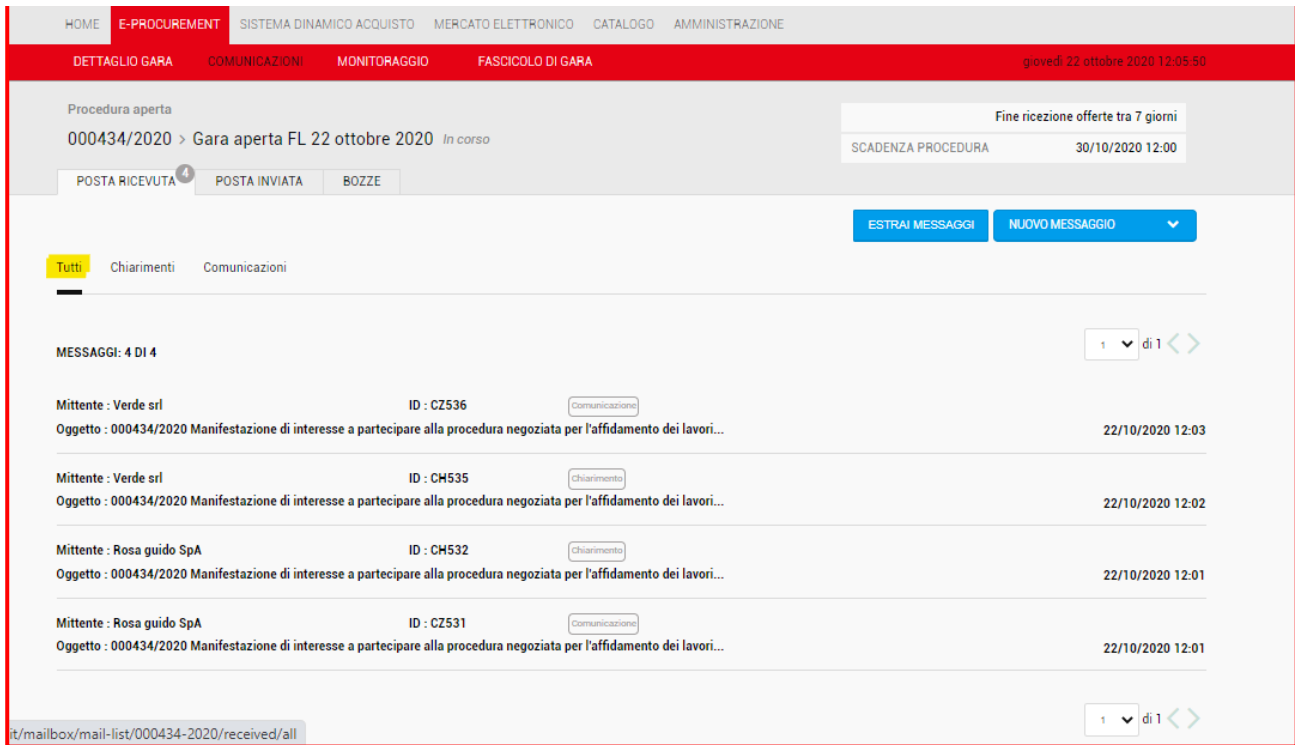 HOME E-PROCUREMENT SISTEMA DINAMICO ACQUISTO MERCATO ELETTRONICO CATALOGO AMMINISTRAZIONE
DETTAGLIO GARA COMUNICAZIONI MONITORAGGIO FASCICOLO DI GARA giovedì 22 ottobre 2020 12:05:50
Procedura aperta
Fine ricezione offerte tra 7 giorni
000434/2020 > Gara aperta FL 22 ottobre 2020 In corso
SCADENZA PROCEDURA 30/10/2020 12:00
POSTA RICEVUTA 4 POSTA INVIATA BOZZE
ESTRAI MESSAGGI NUOVO MESSAGGIO
Tutti Chiarimenti Comunicazioni
MESSAGGI: 4 DI 4 1 di 1
Mittente : Verde srl ID : CZ536 Comunicazione
Oggetto : 000434/2020 Manifestazione di interesse a partecipare alla procedura negoziata per l'affidamento dei lavori... 22/10/2020 12:03
Mittente : Verde srl ID : CH535 Chiarimento
Oggetto : 000434/2020 Manifestazione di interesse a partecipare alla procedura negoziata per l'affidamento dei lavori... 22/10/2020 12:02
Mittente : Rosa guido SpA ID : CH532 Chiarimento
Oggetto : 000434/2020 Manifestazione di interesse a partecipare alla procedura negoziata per l'affidamento dei lavori... 22/10/2020 12:01
Mittente : Rosa guido SpA ID : CZ531 Comunicazione
Oggetto : 000434/2020 Manifestazione di interesse a partecipare alla procedura negoziata per l'affidamento dei lavori... 22/10/2020 12:01
1 di 1
it/mailbox/mail-list/000434-2020/received/all